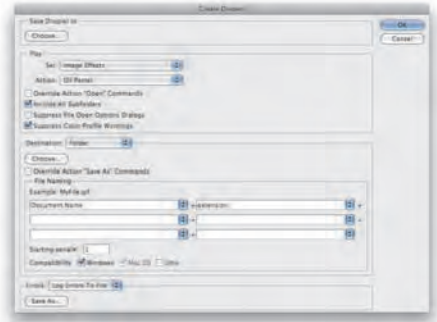 Create Droplet
Save Droplet In
OK
Choose...
Cancel
Play
Set: Image Effects
Action: Oil Pastel
Override Action "Open" Commands
Include All Subfolders
Suppress File Open Options Dialogs
Suppress Color Profile Warnings
Destination: Folder
Choose...
Override Action "Save As" Commands
File Naming
Example: MyFile.gif
Document Name + extension +
+ +
+
Starting serial#: 1
Compatibility: Windows Mac OS Unix
Errors: Log Errors To File
Save As...